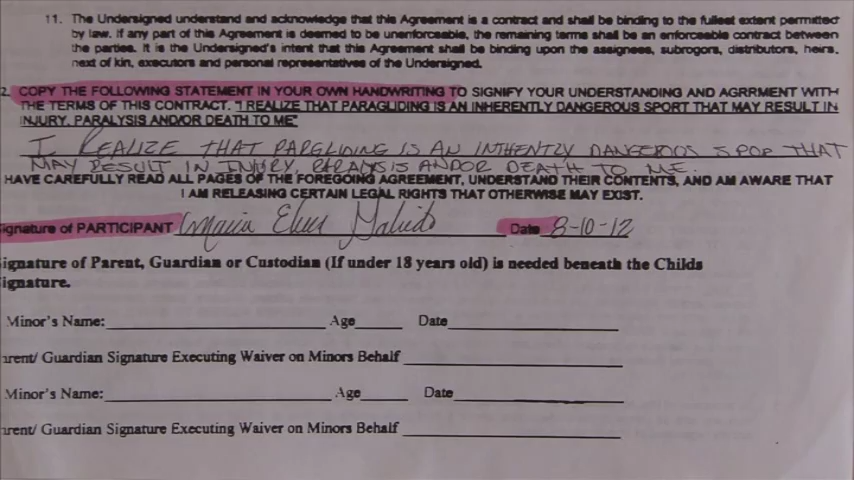 11. The Undersigned understand and acknowledge that this Agreement is a contract and shall be binding to the fullest extent permitted
by law. If any part of this Agreement is deemed to be unenforceable, the remaining terms shall be an enforceable contract between
the parties. It is the Undersigned's intent that this Agreement shall be binding upon the assignees, subrogors, distributors, heirs,
next of kin, executors and personal representatives of the Undersigned.
2. COPY THE FOLLOWING STATEMENT IN YOUR OWN HANDWRITING TO SIGNIFY YOUR UNDERSTANDING AND AGRRMENT WITH
THE TERMS OF THIS CONTRACT. "I REALIZE THAT PARAGLIDING IS AN INHERENTLY DANGEROUS SPORT THAT MAY RESULT IN
INJURY, PARALYSIS AND/OR DEATH TO ME"
I REALIZE THAT PARGLIDING IS AN INTHENTLY DANGEROUS SPOR THAT
MAY RESULT IN INJURY, PARALYSIS AND/OR DEATH TO ME.
HAVE CAREFULLY READ ALL PAGES OF THE FOREGOING AGREEMENT, UNDERSTAND THEIR CONTENTS, AND AM AWARE THAT
I AM RELEASING CERTAIN LEGAL RIGHTS THAT OTHERWISE MAY EXIST.
ignature of PARTICIPANT Maria Date 8-10-12
ignature of Parent, Guardian or Custodian (If under 18 years old) is needed beneath the Childs
ignature.
Minor's Name: Age Date
arent/ Guardian Signature Executing Waiver on Minors Behalf
Minor's Name: Age Date
arent/ Guardian Signature Executing Waiver on Minors Behalf